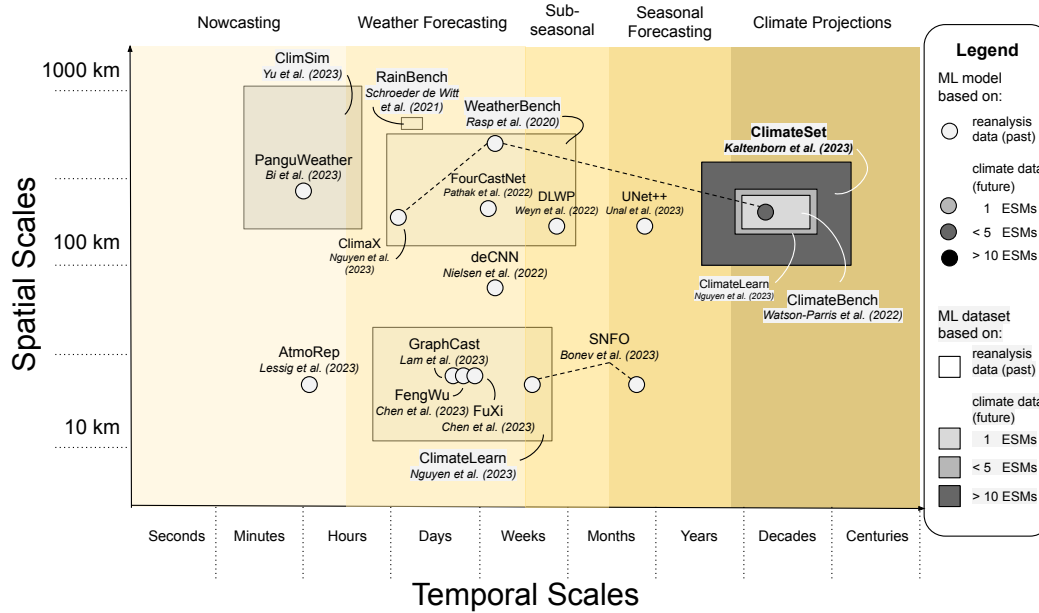 Nowcasting
Weather Forecasting
Sub-
seasonal
Seasonal
Forecasting
Climate Projections
Spatial Scales
1000 km
100 km
10 km
ClimSim
Yu et al. (2023)
RainBench
Schroeder de Witt
et al. (2021)
WeatherBench
Rasp et al. (2020)
ClimateSet
Kaltenborn et al. (2023)
PanguWeather
Bi et al. (2023)
FourCastNet
Pathak et al. (2022)
DLWP
Weyn et al. (2022)
UNet++
Unal et al. (2023)
ClimaX
Nguyen et al.
(2023)
deCNN
Nielsen et al. (2022)
ClimateLearn
Nguyen et al. (2023)
ClimateBench
Watson-Parris et al. (2022)
AtmoRep
Lessig et al. (2023)
GraphCast
Lam et al. (2023)
FengWu
Chen et al. (2023)
FuXi
Chen et al. (2023)
SNFO
Bonev et al. (2023)
ClimateLearn
Nguyen et al. (2023)
Seconds
Minutes
Hours
Days
Weeks
Months
Years
Decades
Centuries
Temporal Scales
Legend
ML model
based on:
reanalysis
data (past)
climate data
(future)
1 ESMs
< 5 ESMs
> 10 ESMs
ML dataset
based on:
reanalysis
data (past)
climate data
(future)
1 ESMs
< 5 ESMs
> 10 ESMs